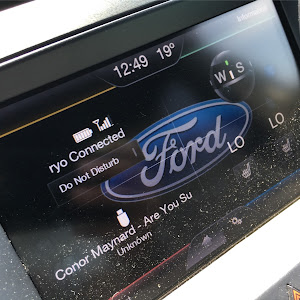 12:49 19°
W S
ryo Connected
Do Not Disturb
Ford
LO
LO
Conor Maynard - Are You Su
Unknown